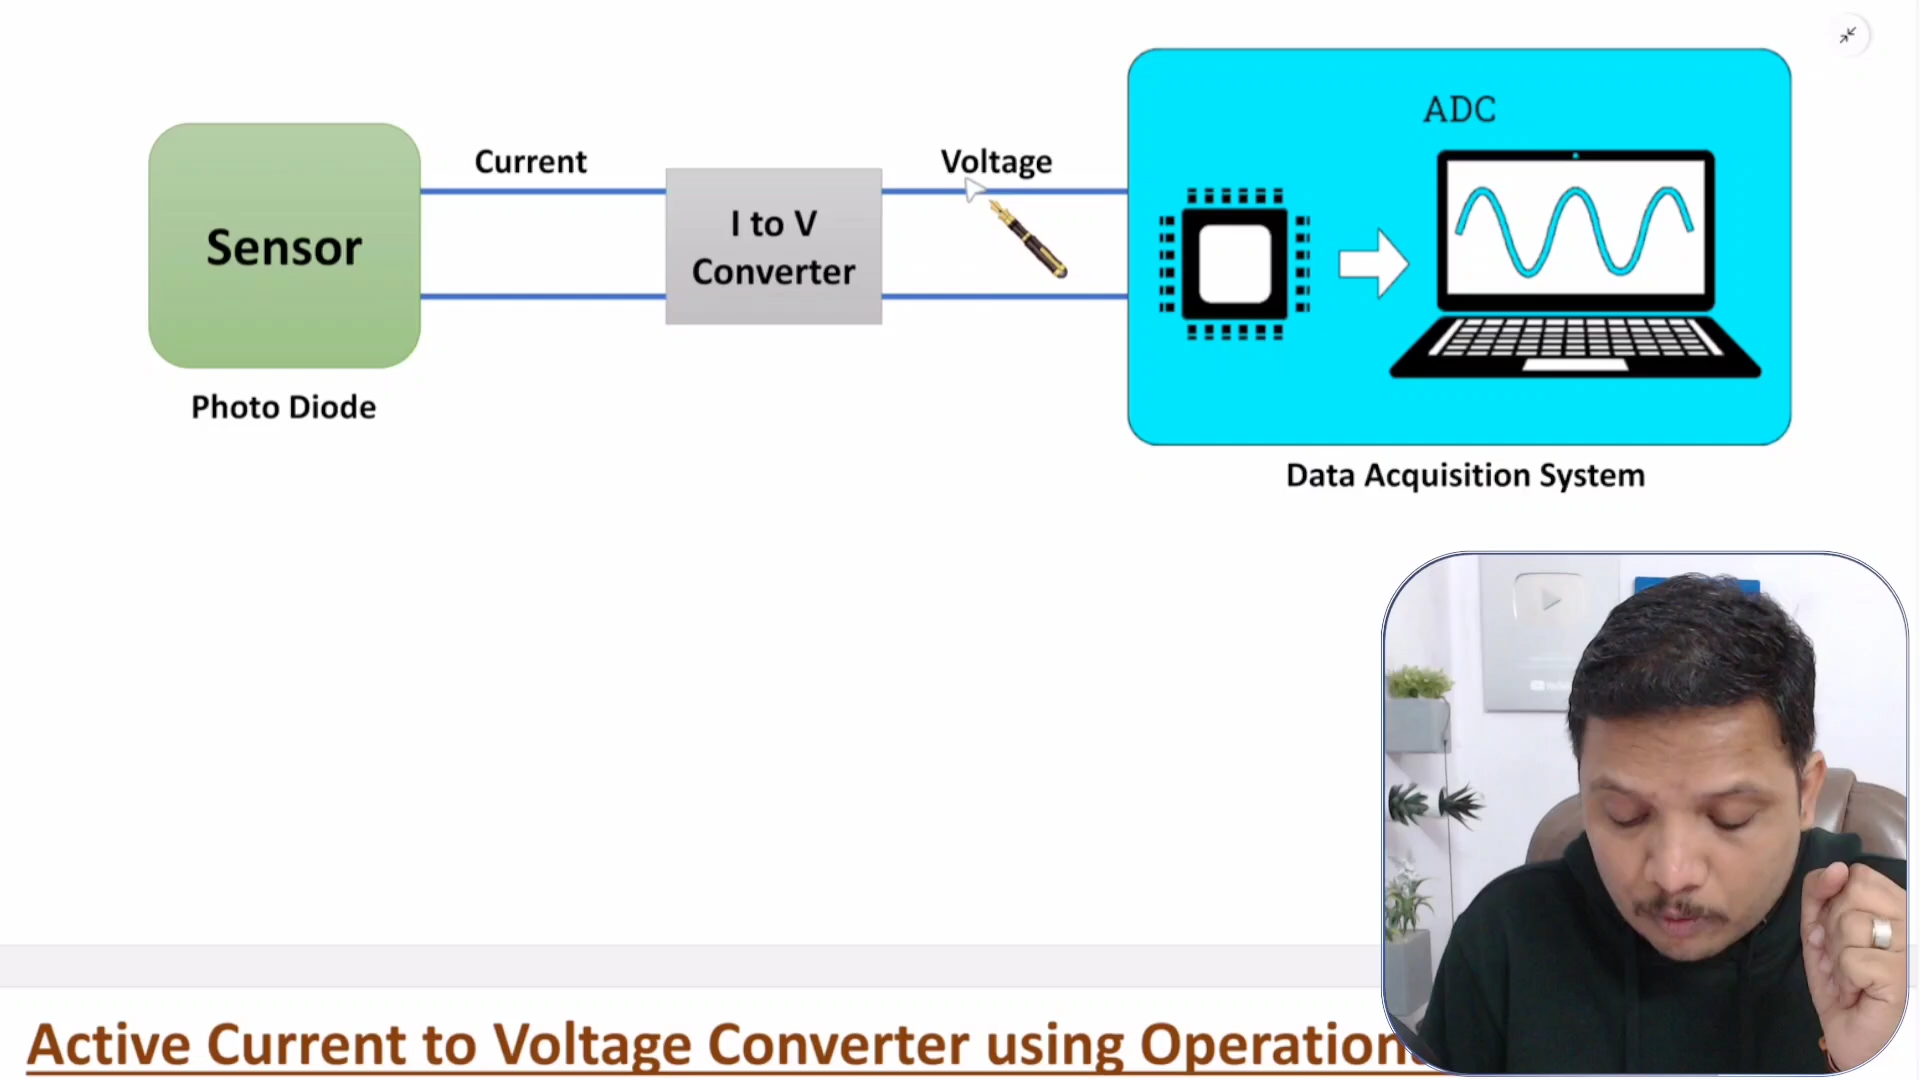 ADC
Current
Voltage
Sensor
I to V
Converter
Photo Diode
Data Acquisition System
Active Current to Voltage Converter using Operation